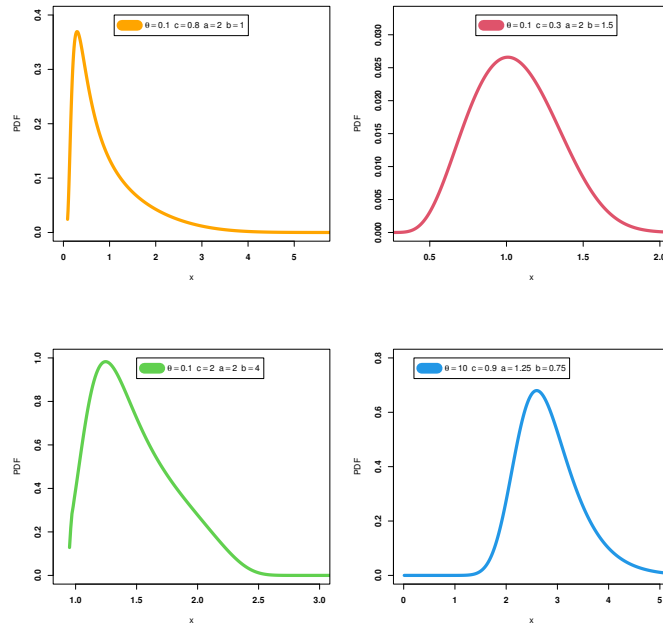 θ = 0.1 c = 0.8 a = 2 b = 1
PDF
0.0 0.1 0.2 0.3 0.4
0 1 2 3 4 5
x
θ = 0.1 c = 0.3 a = 2 b = 1.5
PDF
0.000 0.005 0.010 0.015 0.020 0.025 0.030
0.5 1.0 1.5 2.0
x
θ = 0.1 c = 2 a = 2 b = 4
PDF
0.0 0.2 0.4 0.6 0.8 1.0
1.0 1.5 2.0 2.5 3.0
x
θ = 10 c = 0.9 a = 1.25 b = 0.75
PDF
0.0 0.2 0.4 0.6 0.8
0 1 2 3 4 5
x